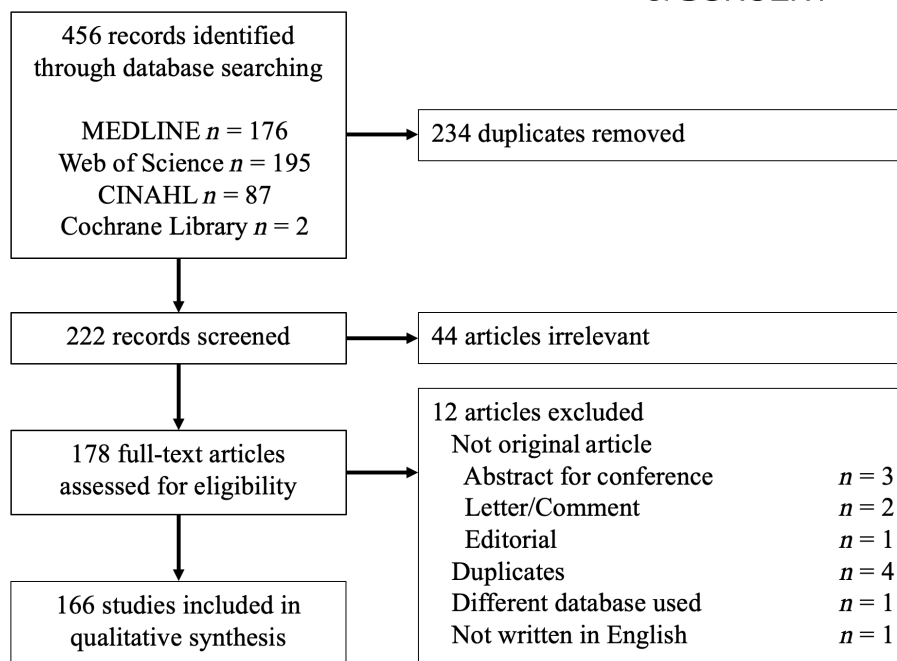 456 records identified
through database searching
MEDLINE n = 176
Web of Science n = 195
CINAHL n = 87
Cochrane Library n = 2
234 duplicates removed
222 records screened
44 articles irrelevant
178 full-text articles
assessed for eligibility
12 articles excluded
Not original article
Abstract for conference n = 3
Letter/Comment n = 2
Editorial n = 1
Duplicates n = 4
Different database used n = 1
Not written in English n = 1
166 studies included in
qualitative synthesis